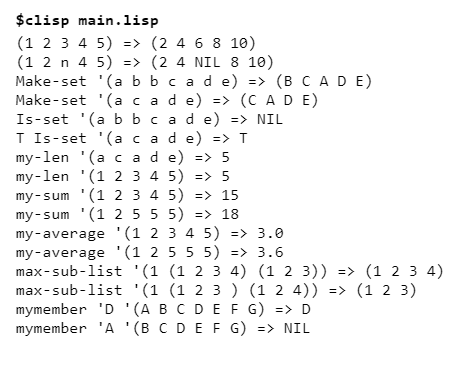 $clisp main.lisp
(1 2 3 4 5) => (2 4 6 8 10)
(1 2 n 4 5) => (2 4 NIL 8 10)
Make-set '(a b b c a d e) => (B C A D E)
Make-set '(a c a d e) => (C A D E)
Is-set '(a b b c a d e) => NIL
T Is-set '(a c a d e) => T
my-len '(a c a d e) => 5
my-len '(1 2 3 4 5) => 5
my-sum '(1 2 3 4 5) => 15
my-sum '(1 2 5 5 5) => 18
my-average '(1 2 3 4 5) => 3.0
my-average '(1 2 5 5 5) => 3.6
max-sub-list '(1 (1 2 3 4) (1 2 3)) => (1 2 3 4)
max-sub-list '(1 (1 2 3 ) (1 2 4)) => (1 2 3)
mymember 'D '(A B C D E F G) => D
mymember 'A '(B C D E F G) => NIL